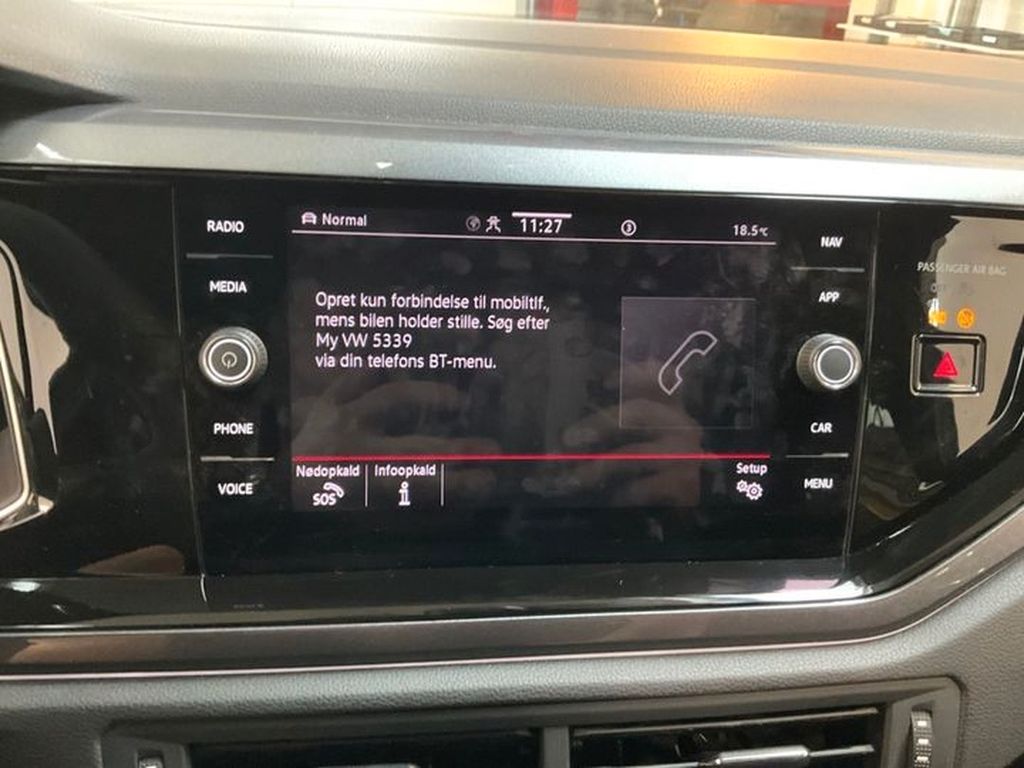 RADIO
MEDIA
PHONE
VOICE
Normal
11:27
3
18.5°C
Opret kun forbindelse til mobiltlf.,
mens bilen holder stille. Søg efter
My VW 5339
via din telefons BT-menu.
Nødopkald
SOS
Infoopkald
i
Setup
NAV
APP
CAR
MENU
PASSENGER AIR BAG